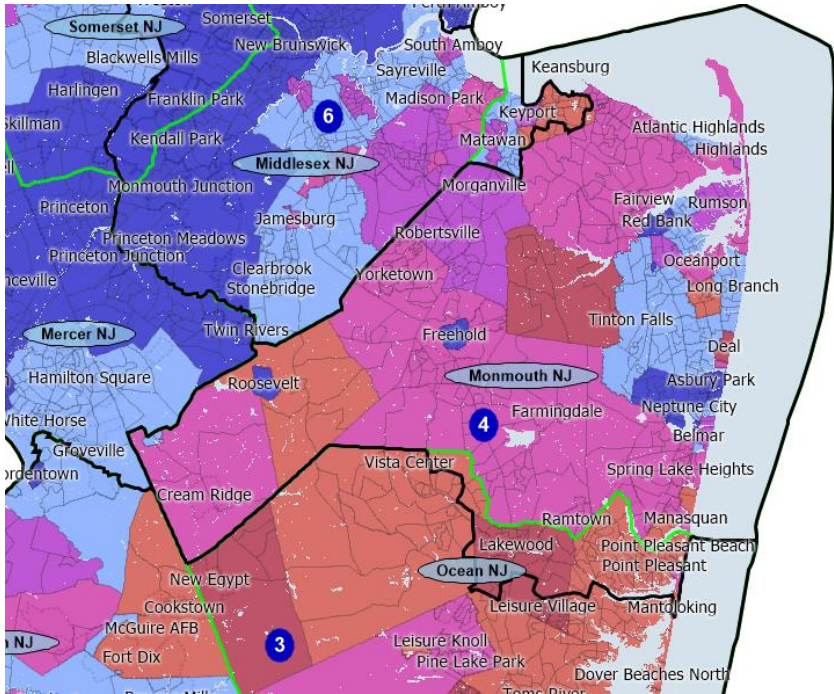 Somerset
Perth Amboy
Somerset NJ
New Brunswick
South Amboy
Blackwells Mills
Sayreville
Keansburg
Harlingen
Franklin Park
Madison Park
Keyport
Skillman
6
Atlantic Highlands
Kendall Park
Matawan
Highlands
Middlesex NJ
Monmouth Junction
Morganville
Fairview
Rumson
Princeton
Jamesburg
Red Bank
Princeton Meadows
Robertsville
Princeton Junction
Oceanport
Clearbrook
Yorketown
Long Branch
Stonebridge
Twin Rivers
Freehold
Tinton Falls
Mercer NJ
Deal
Hamilton Square
Roosevelt
Monmouth NJ
Asbury Park
White Horse
4
Farmingdale
Neptune City
Groveville
Belmar
Vista Center
Spring Lake Heights
Cream Ridge
Ramtown
Manasquan
Lakewood
Point Pleasant Beach
New Egypt
Ocean NJ
Point Pleasant
Cookstown
Leisure Village
Mantoloking
McGuire AFB
NJ
3
Leisure Knoll
Fort Dix
Pine Lake Park
Dover Beaches North
Toms River